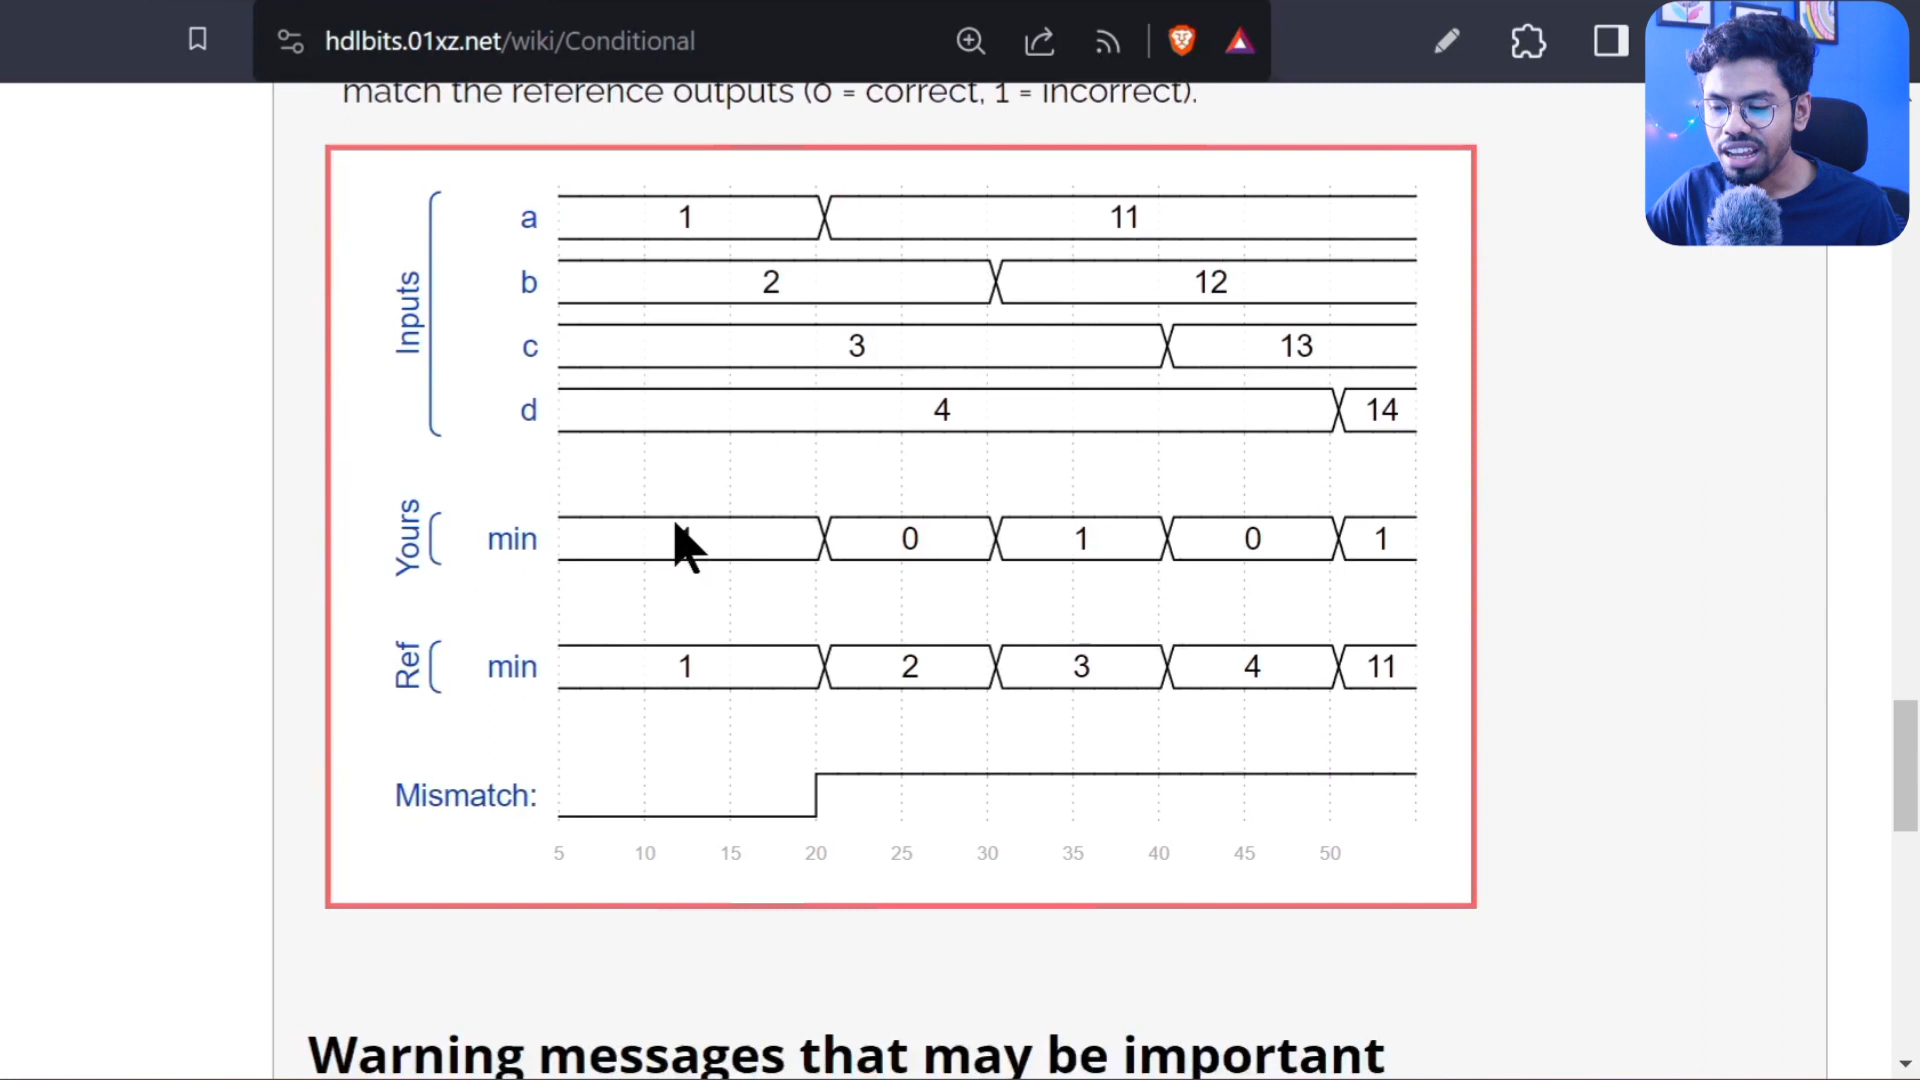 hdlbits.01xz.net/wiki/Conditional
match the reference outputs (0 = correct, 1 = incorrect).
Inputs
a 1 11
b 2 12
c 3 13
d 4 14
Yours
min 0 1 0 1
Ref
min 1 2 3 4 11
Mismatch:
5 10 15 20 25 30 35 40 45 50
Warning messages that may be important